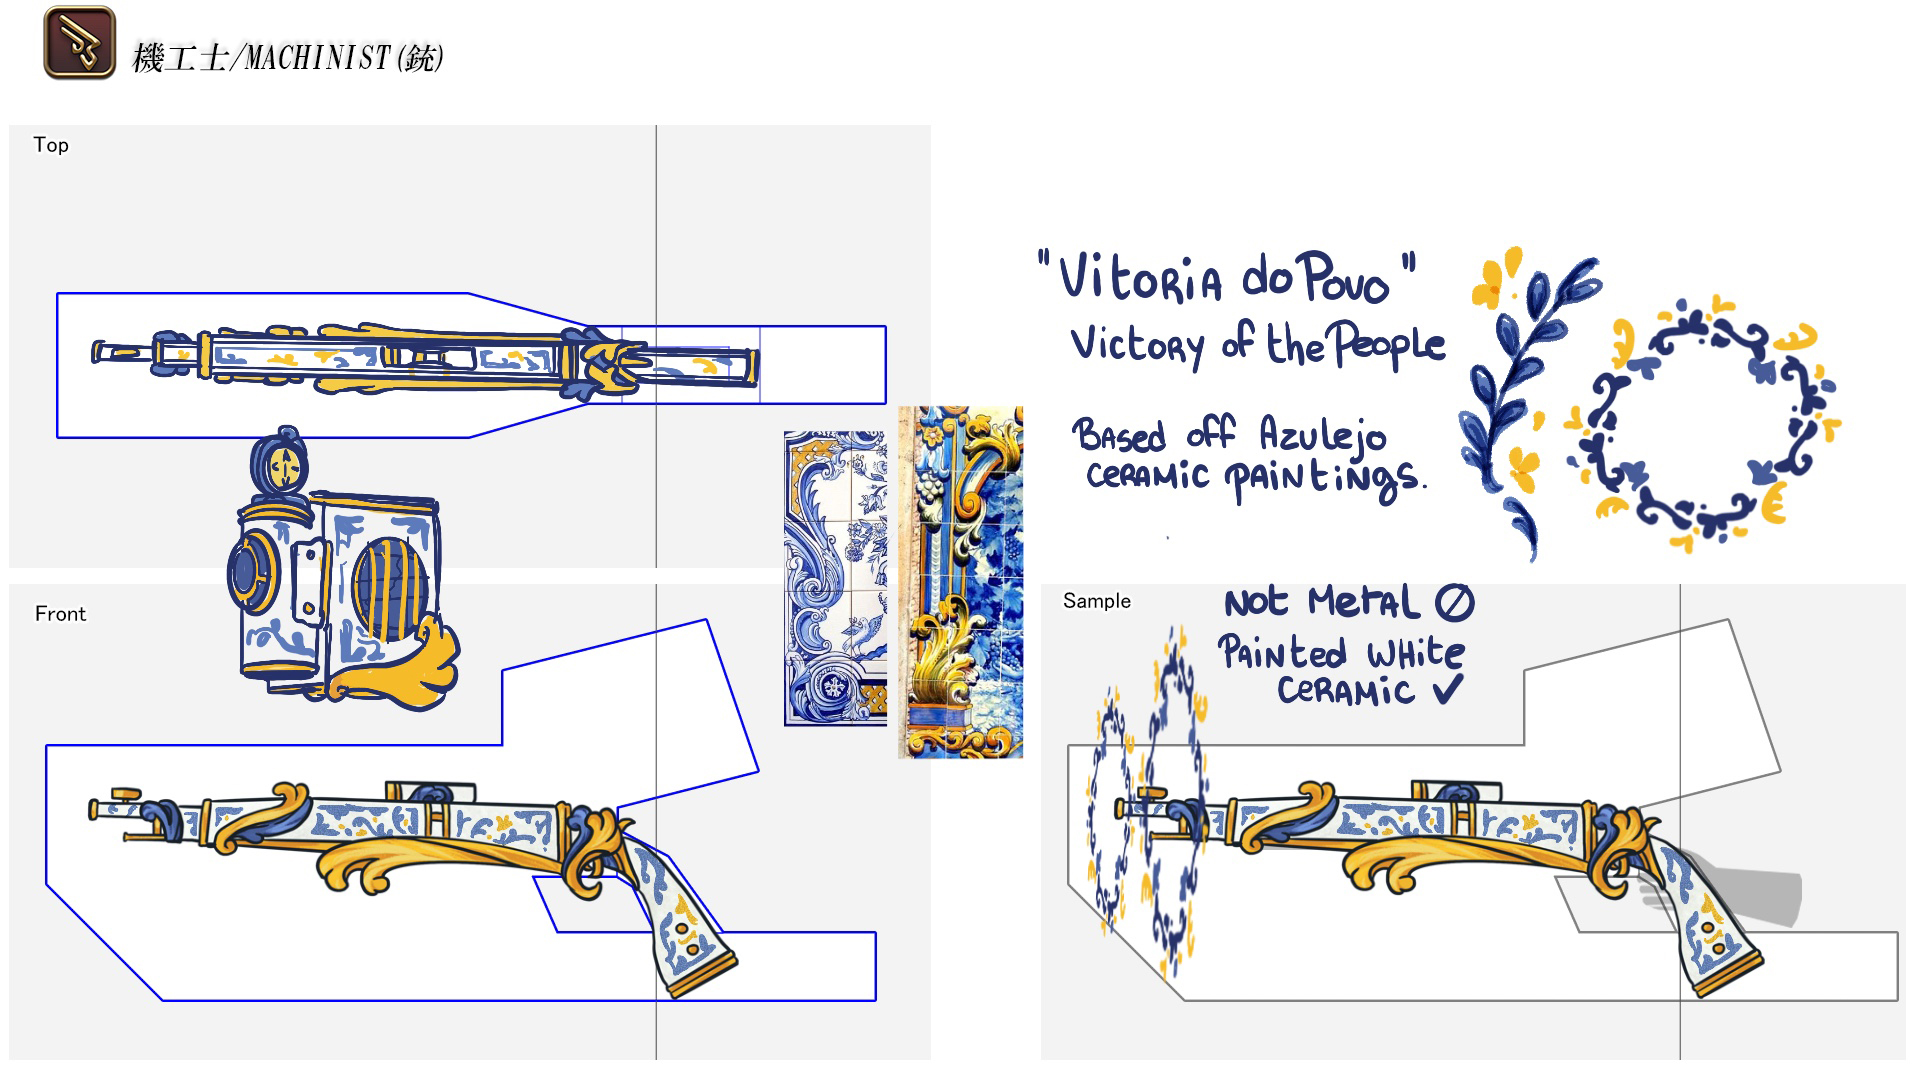 機工士/MACHINIST(銃)
Top
"Vitoria do Povo"
Victory of the People
Based off Azulejo
ceramic paintings.
Front
Sample
Not Metal
Painted White
Ceramic ✓